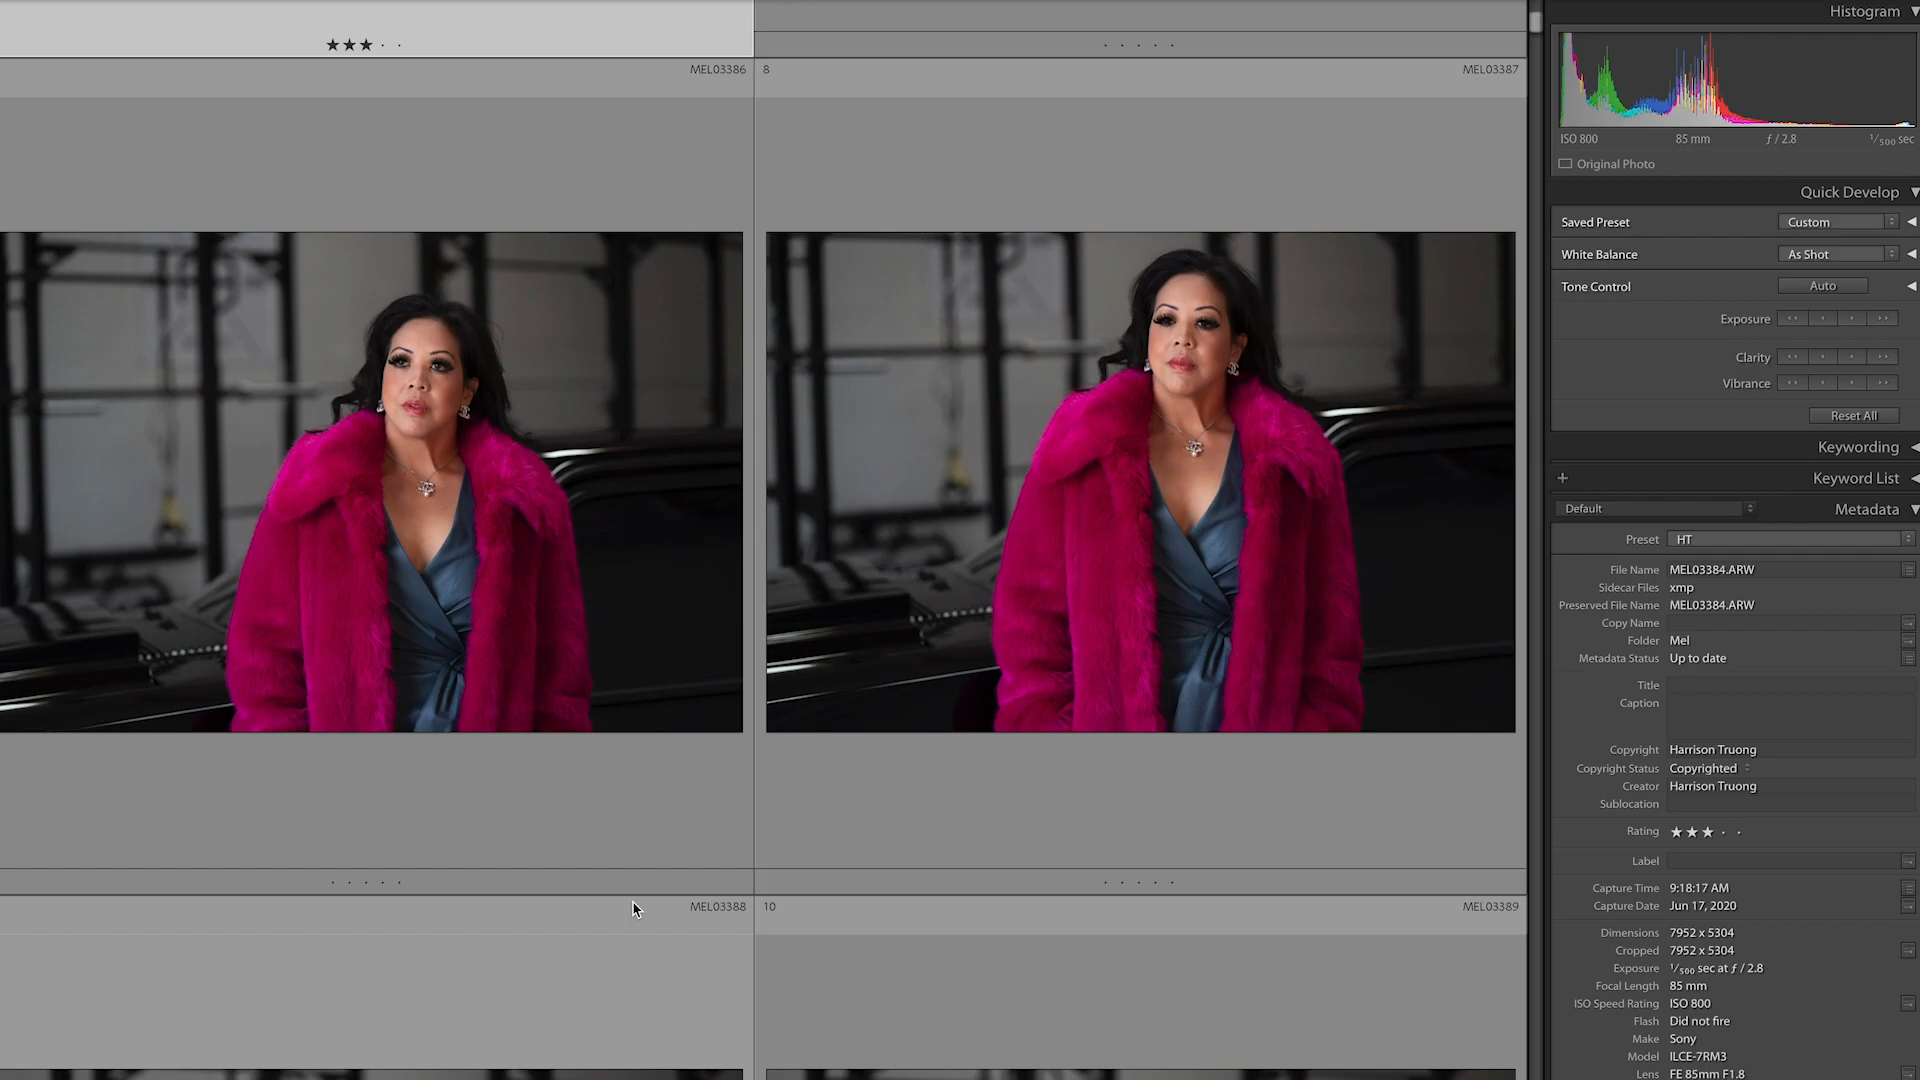 MEL03386
8
MEL03387
MEL03388
10
MEL03389
Histogram
ISO 800 85 mm ƒ / 2.8 1/500 sec
Original Photo
Quick Develop
Saved Preset Custom
White Balance As Shot
Tone Control Auto
Exposure
Clarity
Vibrance
Reset All
Keywording
+ Keyword List
Default Metadata
Preset HT
File Name MEL03384.ARW
Sidecar Files xmp
Preserved File Name MEL03384.ARW
Copy Name
Folder Mel
Metadata Status Up to date
Title
Caption
Copyright Harrison Truong
Copyright Status Copyrighted
Creator Harrison Truong
Sublocation
Rating ★★★ · ·
Label
Capture Time 9:18:17 AM
Capture Date Jun 17, 2020
Dimensions 7952 x 5304
Cropped 7952 x 5304
Exposure 1/500 sec at ƒ / 2.8
Focal Length 85 mm
ISO Speed Rating ISO 800
Flash Did not fire
Make Sony
Model ILCE-7RM3
Lens FE 85mm F1.8